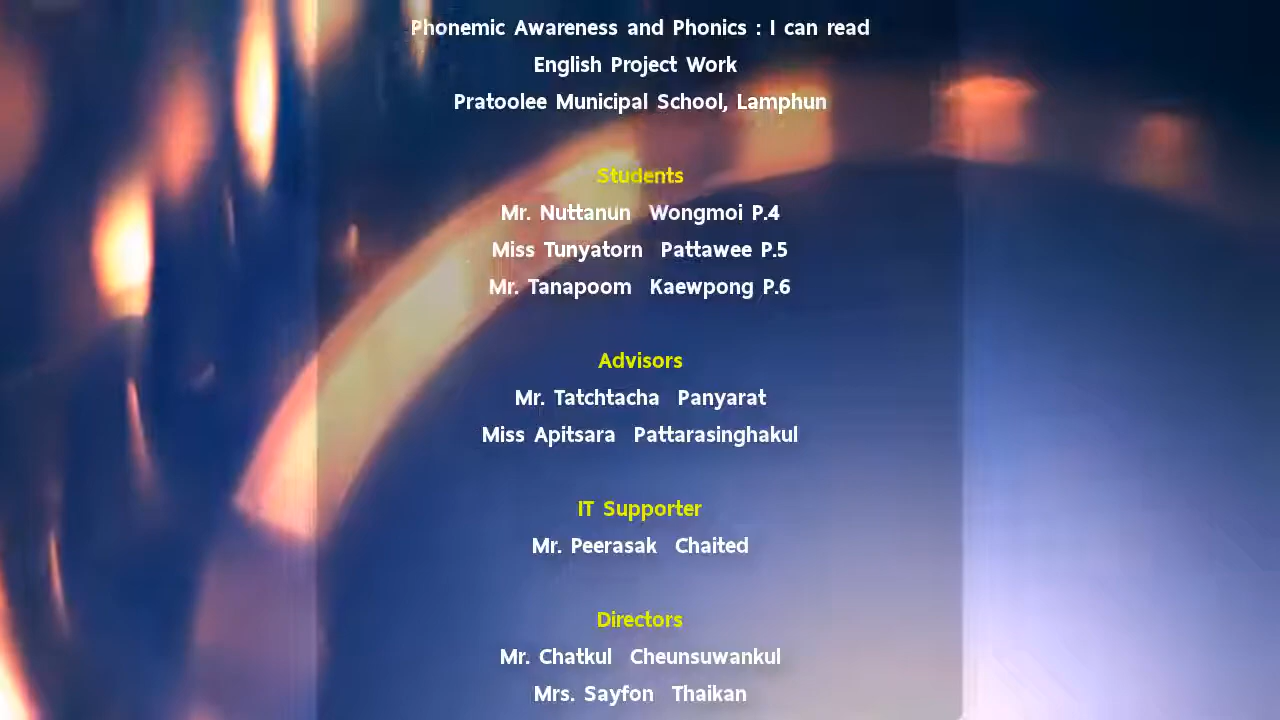 Phonemic Awareness and Phonics : I can read
English Project Work
Pratoolee Municipal School, Lamphun
Students
Mr. Nuttanun Wongmoi P.4
Miss Tunyatorn Pattawee P.5
Mr. Tanapoom Kaewpong P.6
Advisors
Mr. Tatchtacha Panyarat
Miss Apitsara Pattarasinghakul
IT Supporter
Mr. Peerasak Chaited
Directors
Mr. Chatkul Cheunsuwankul
Mrs. Sayfon Thaikan